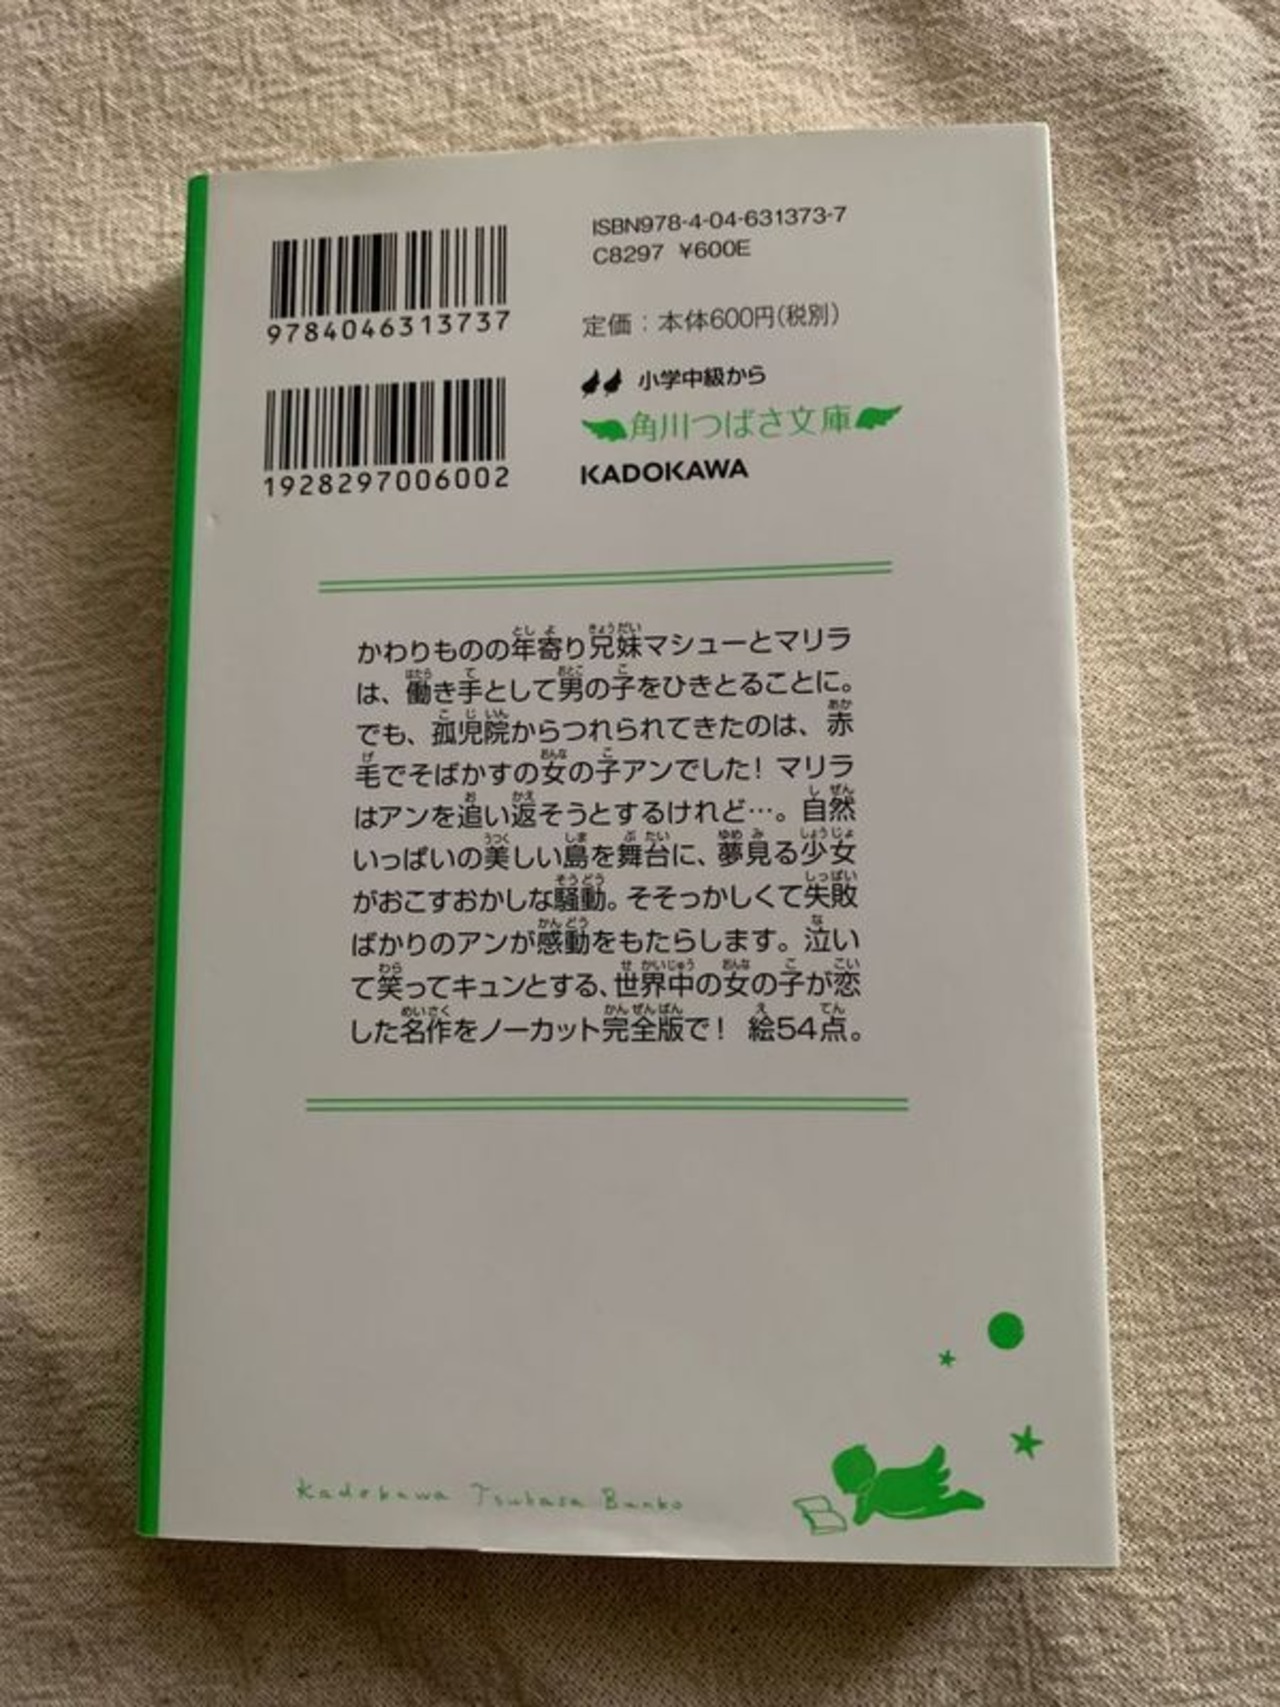 9784046313737
1928297006002
ISBN978-4-04-631373-7
C8297 ¥600E
定価：本体600円(税別)
小学中級から
角川つばさ文庫
KADOKAWA
かわりものの年寄り兄妹マシューとマリラ
は、働き手として男の子をひきとることに。
でも、孤児院からつれられてきたのは、赤
毛でそばかすの女の子アンでした！ マリラ
はアンを追い返そうとするけれど…。自然
いっぱいの美しい島を舞台に、夢見る少女
がおこすおかしな騒動。そそっかしくて失敗
ばかりのアンが感動をもたらします。泣い
て笑ってキュンとする、世界中の女の子が恋
した名作をノーカット完全版で！ 絵54点。
Kadokawa Tsubasa Bunko